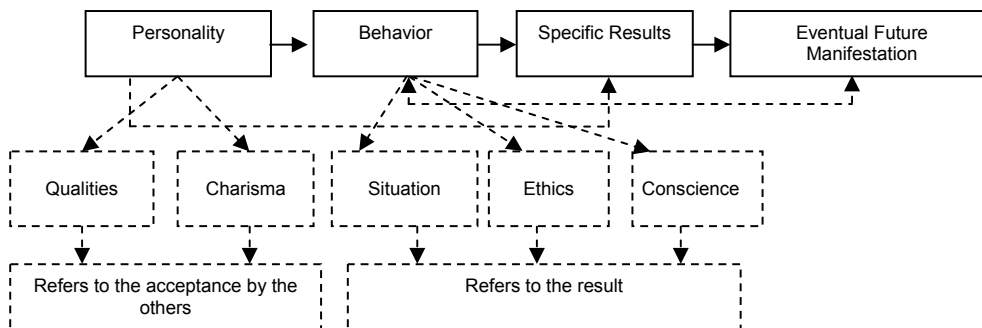 Personality
Behavior
Specific Results
Eventual Future
Manifestation
Qualities
Charisma
Situation
Ethics
Conscience
Refers to the acceptance by the
others
Refers to the result